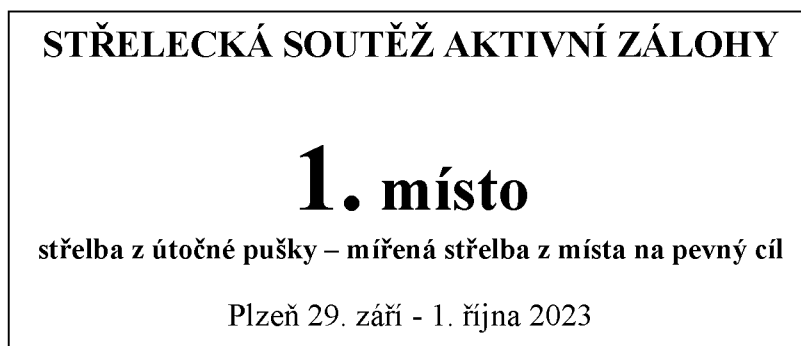 STŘELECKÁ SOUTĚŽ AKTIVNÍ ZÁLOHY
1. místo
střelba z útočné pušky – mířená střelba z místa na pevný cíl
Plzeň 29. září - 1. října 2023